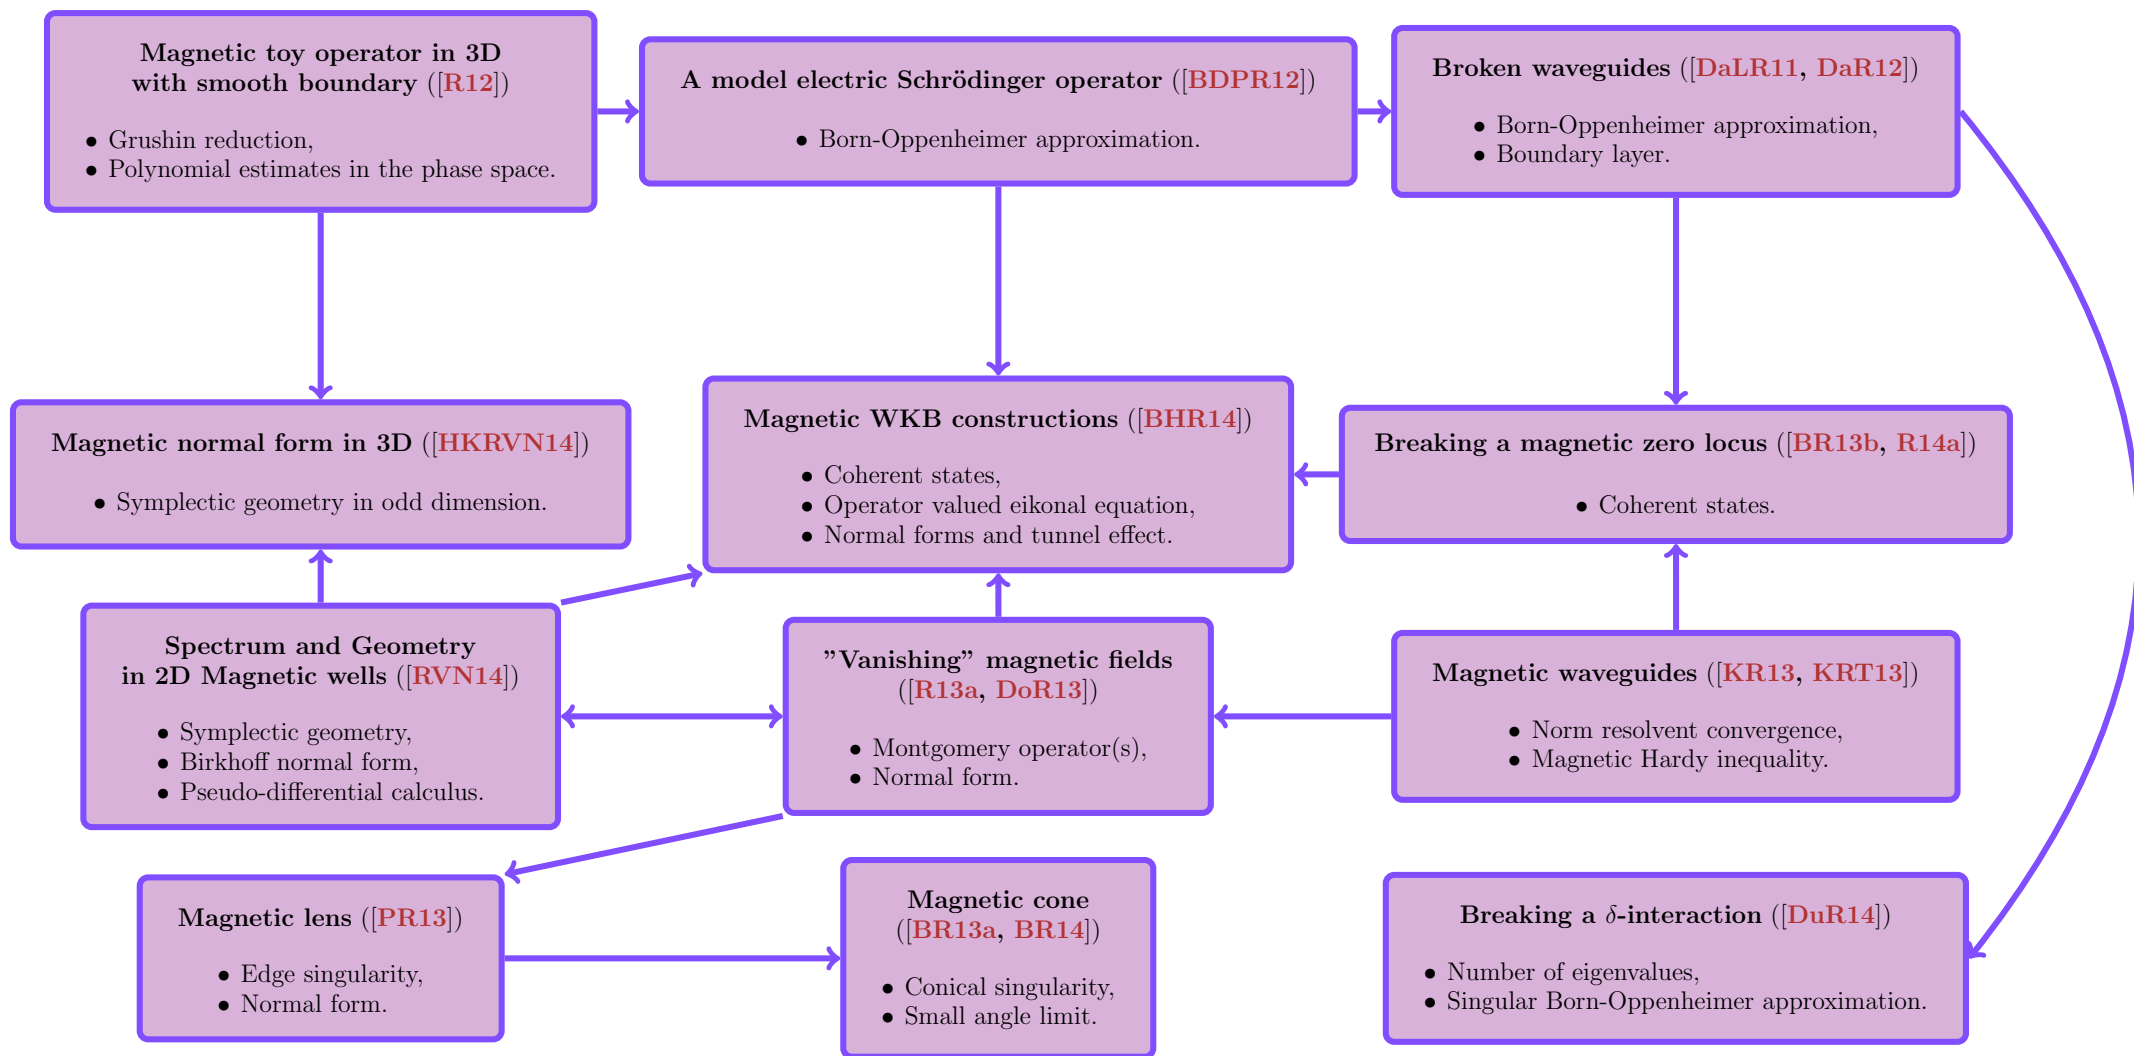 Magnetic toy operator in 3D
with smooth boundary ([R12])
• Grushin reduction,
• Polynomial estimates in the phase space.
A model electric Schrödinger operator ([BDPR12])
• Born-Oppenheimer approximation.
Broken waveguides ([DaLR11, DaR12])
• Born-Oppenheimer approximation,
• Boundary layer.
Magnetic normal form in 3D ([HKRVN14])
• Symplectic geometry in odd dimension.
Magnetic WKB constructions ([BHR14])
• Coherent states,
• Operator valued eikonal equation,
• Normal forms and tunnel effect.
Breaking a magnetic zero locus ([BR13b, R14a])
• Coherent states.
Spectrum and Geometry
in 2D Magnetic wells ([RVN14])
• Symplectic geometry,
• Birkhoff normal form,
• Pseudo-differential calculus.
”Vanishing” magnetic fields
([R13a, DoR13])
• Montgomery operator(s),
• Normal form.
Magnetic waveguides ([KR13, KRT13])
• Norm resolvent convergence,
• Magnetic Hardy inequality.
Magnetic lens ([PR13])
• Edge singularity,
• Normal form.
Magnetic cone
([BR13a, BR14])
• Conical singularity,
• Small angle limit.
Breaking a δ-interaction ([DuR14])
• Number of eigenvalues,
• Singular Born-Oppenheimer approximation.